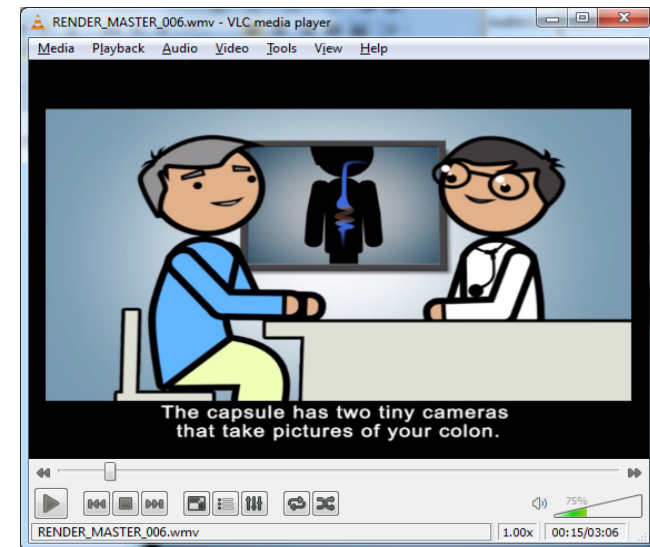 RENDER_MASTER_006.wmv - VLC media player
Media Playback Audio Video Tools View Help
The capsule has two tiny cameras
that take pictures of your colon.
75%
RENDER_MASTER_006.wmv 1.00x 00:15/03:06